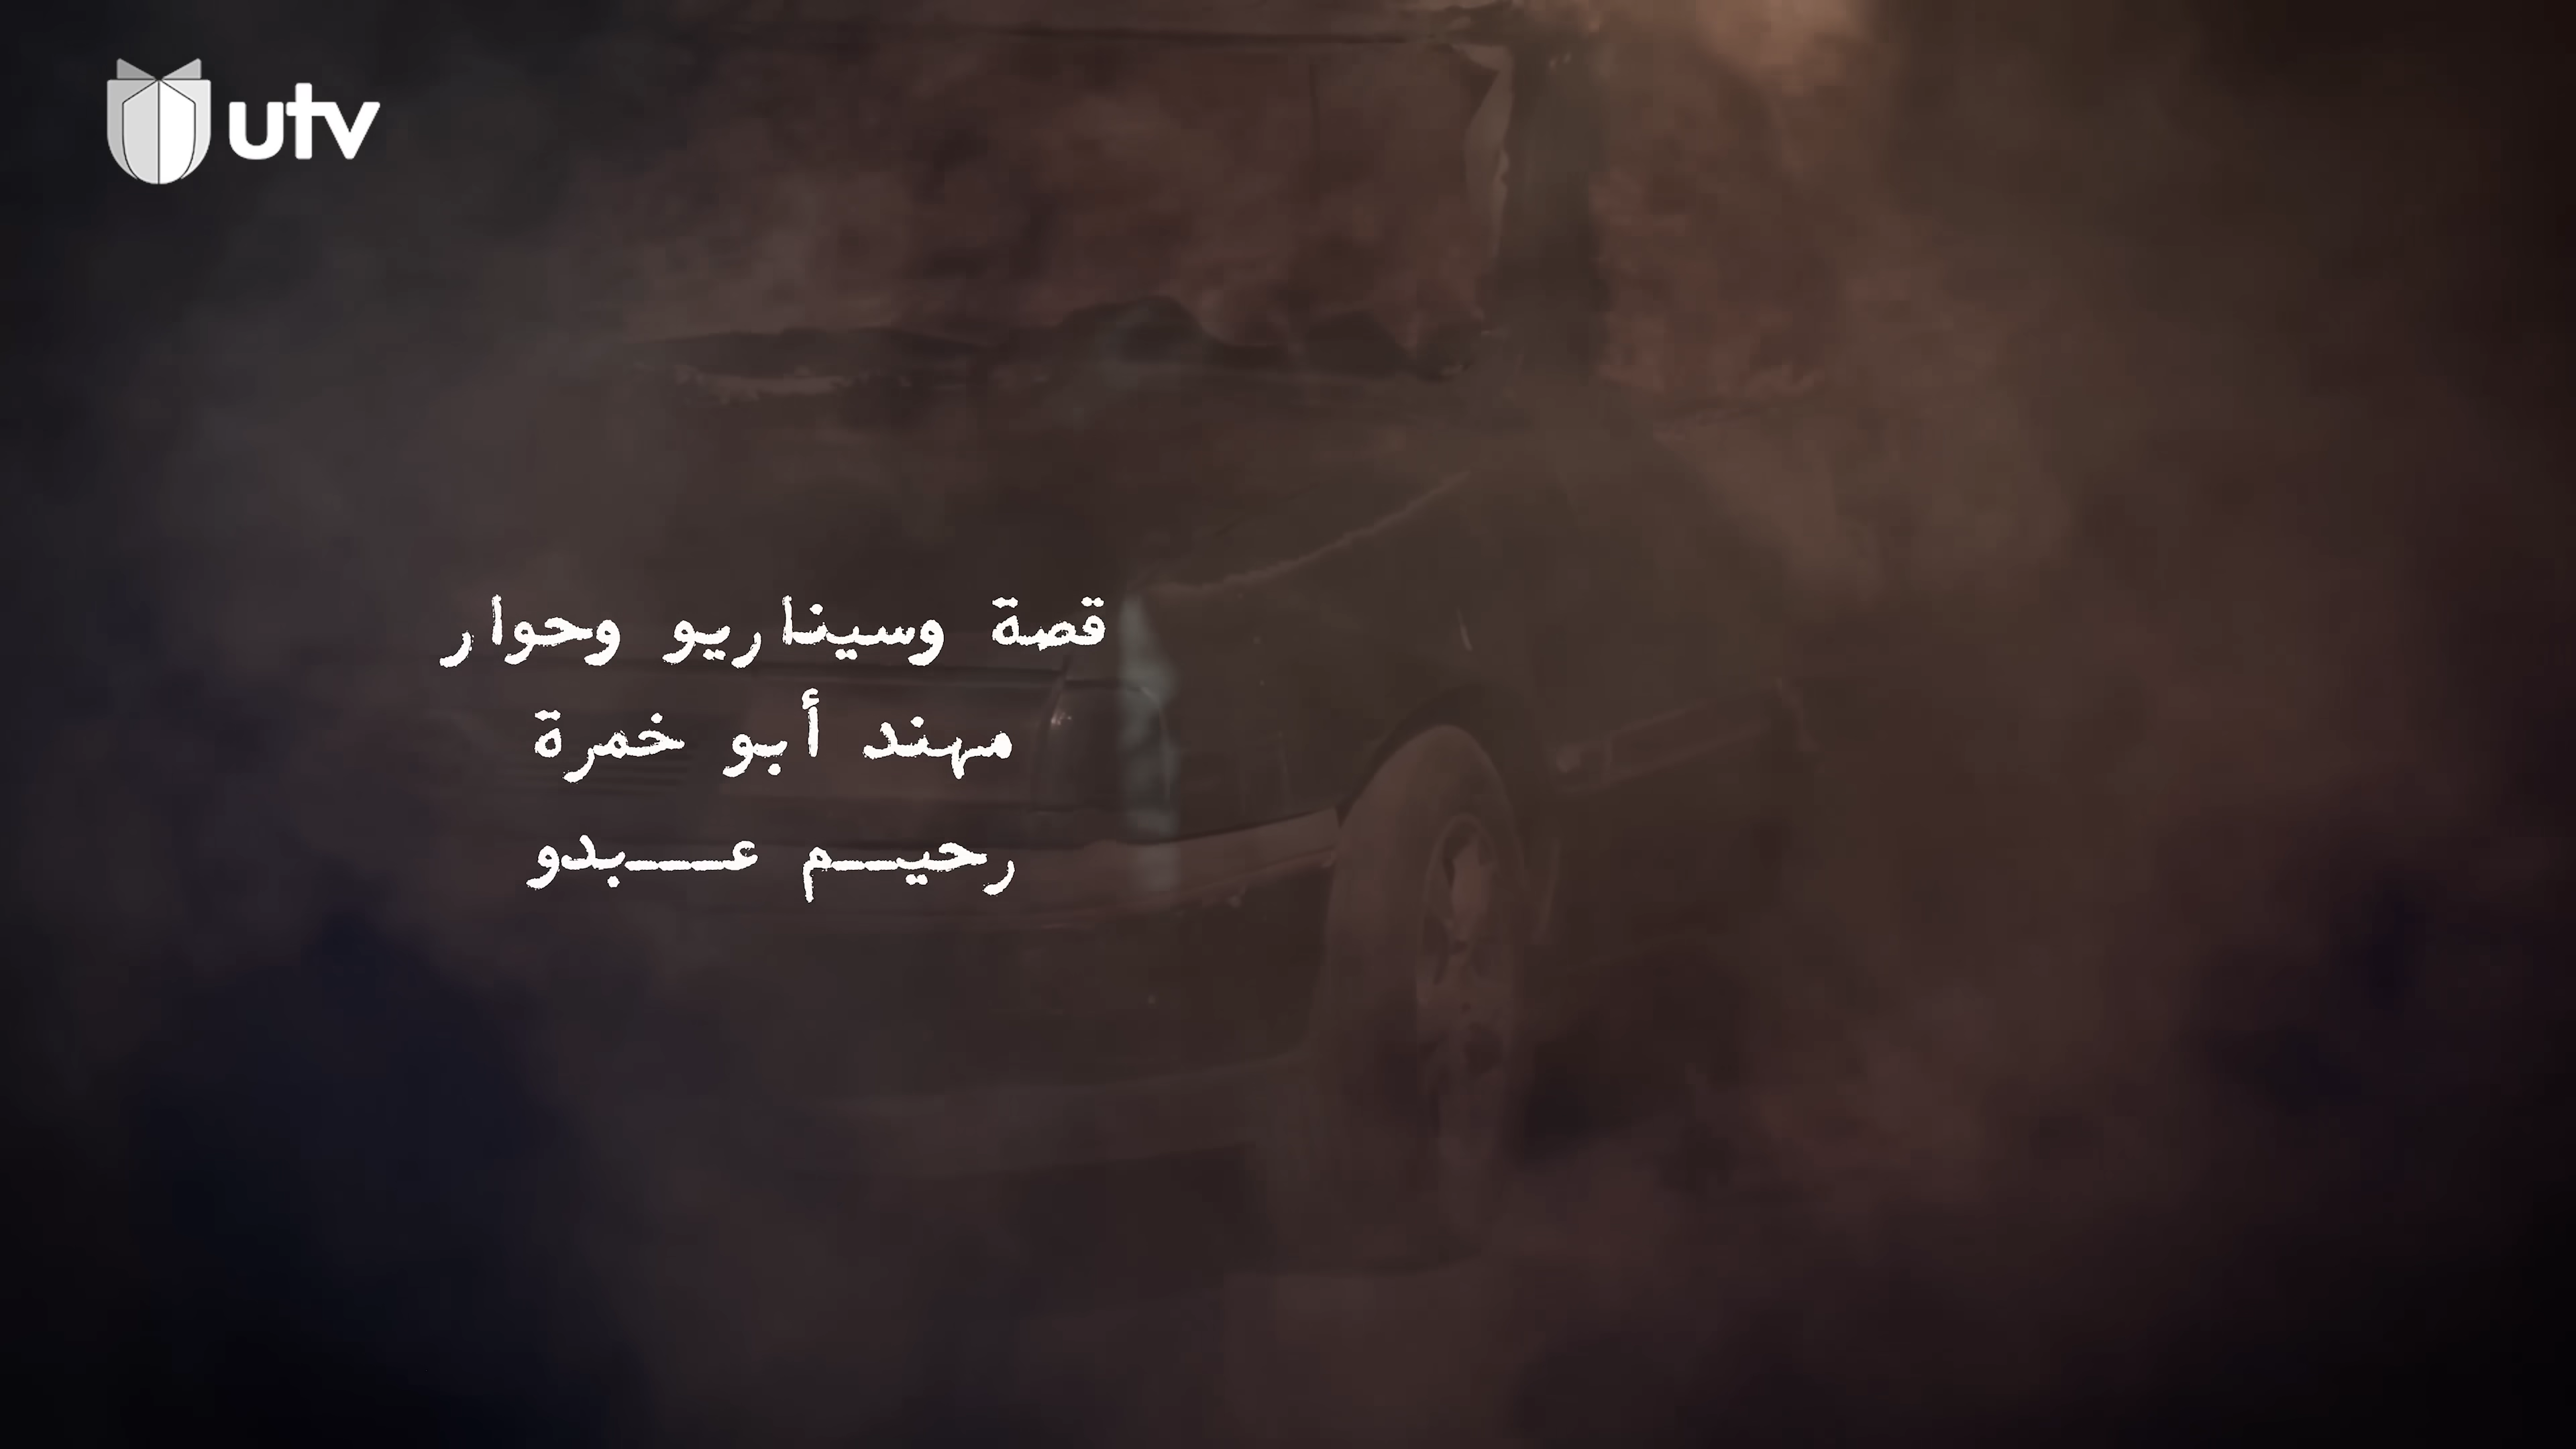 utv
قصة وسيناريو وحوار
مهند أبو خمرة
رحيـــم عـــبدو